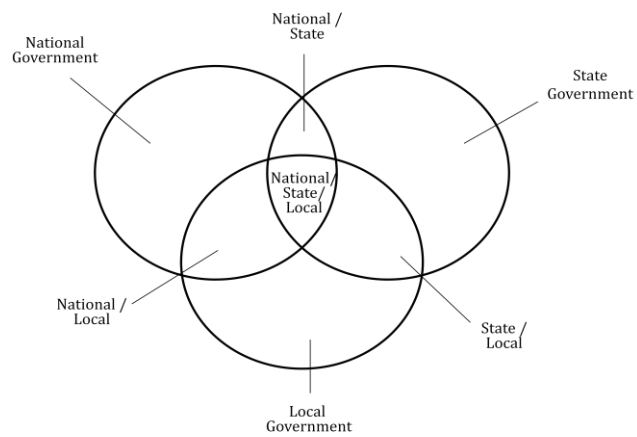 National /
State
National
Government
State
Government
National /
State/
Local
National /
Local
State /
Local
Local
Government